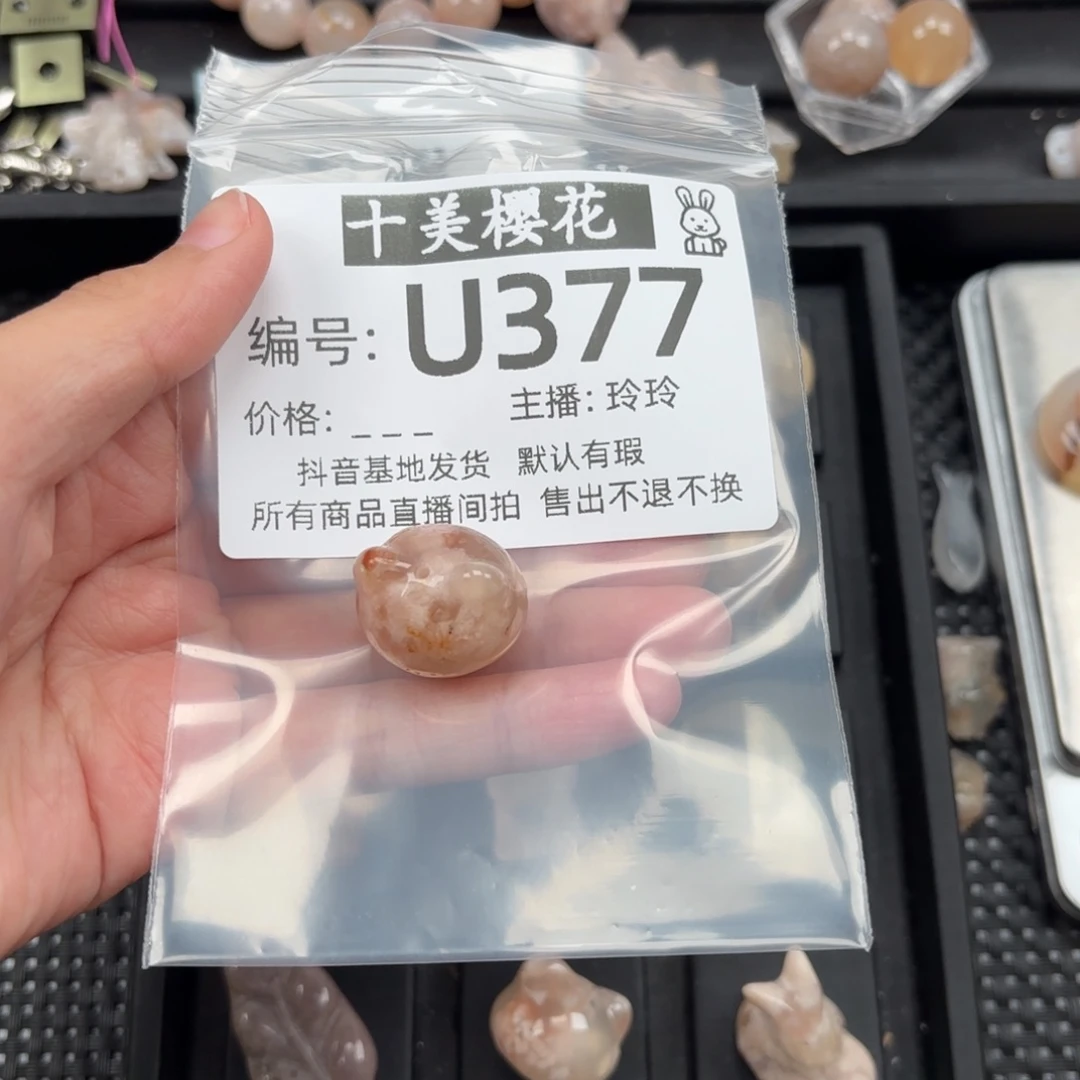 十美樱花
编号: U377
价格: _ _ _ 主播: 玲玲
抖音基地发货 默认有瑕
所有商品直播间拍 售出不退不换